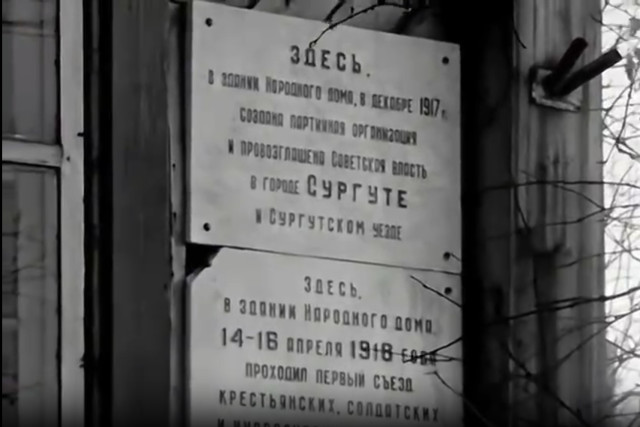 ЗДЕСЬ,
В ЗДАНИИ НАРОДНОГО ДОМА, В ДЕКАБРЕ 1917г.
СОЗДАНА ПАРТИЙНАЯ ОРГАНИЗАЦИЯ
И ПРОВОЗГЛАШЕНА СОВЕТСКАЯ ВЛАСТЬ
В ГОРОДЕ СУРГУТЕ
И СУРГУТСКОМ УЕЗДЕ
ЗДЕСЬ,
В ЗДАНИИ НАРОДНОГО ДОМА,
14-16 АПРЕЛЯ 1918 ГОДА
ПРОХОДИЛ ПЕРВЫЙ СЪЕЗД
КРЕСТЬЯНСКИХ, СОЛДАТСКИХ
И